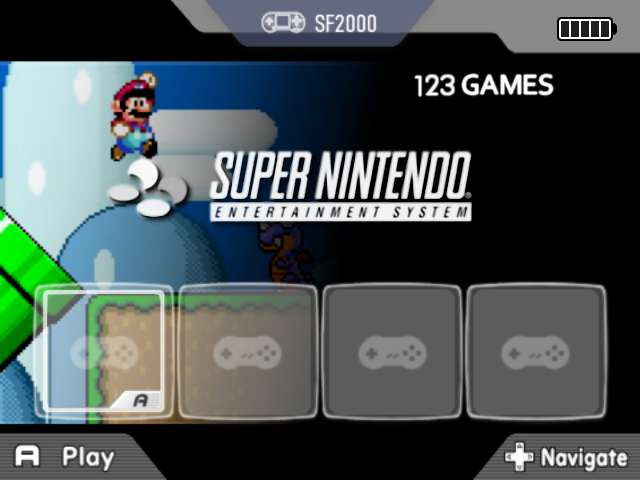 SF2000
123 GAMES
SUPER NINTENDO
ENTERTAINMENT SYSTEM
A
A Play
Navigate